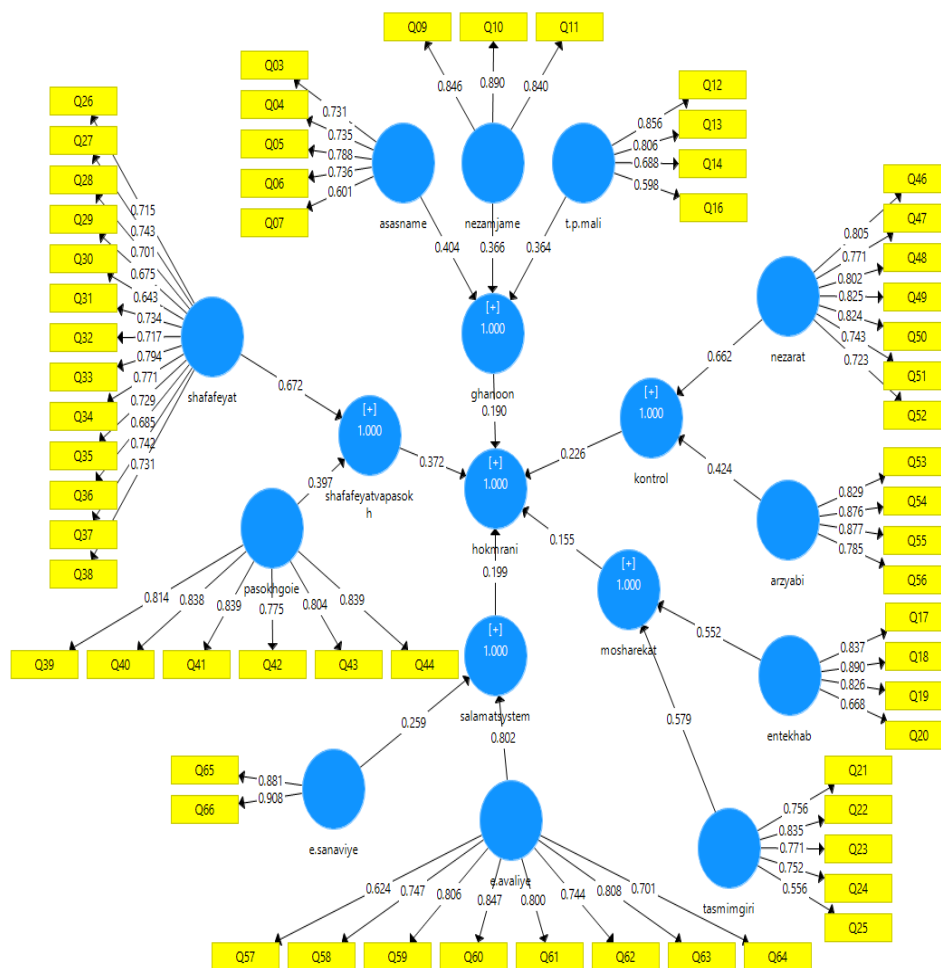 Q09
Q10
Q11
Q03
Q04
Q05
Q06
Q07
0.846
0.890
0.840
0.731
0.735
0.788
0.736
0.601
Q12
Q13
Q14
Q16
0.856
0.806
0.688
0.598
asasname
nezamjame
t.p.mali
0.404
0.366
0.364
Q26
Q27
Q28
Q29
Q30
Q31
Q32
Q33
Q34
Q35
Q36
Q37
Q38
0.715
0.743
0.701
0.675
0.643
0.734
0.717
0.794
0.771
0.729
0.685
0.742
0.731
shafafeyat
0.672
[+]
1.000
ghanoon
0.190
Q46
Q47
Q48
Q49
Q50
Q51
Q52
0.805
0.771
0.802
0.825
0.824
0.743
0.723
nezarat
0.662
[+]
1.000
kontrol
0.226
0.424
[+]
1.000
shafafeyatvapasok
h
0.372
0.397
[+]
1.000
hokmrani
0.199
0.155
Q53
Q54
Q55
Q56
0.829
0.876
0.877
0.785
arzyabi
pasokhgoie
0.814
0.838
0.839
0.775
0.804
0.839
Q39
Q40
Q41
Q42
Q43
Q44
[+]
1.000
mosharekat
0.552
0.579
Q17
Q18
Q19
Q20
0.837
0.890
0.826
0.668
entekhab
[+]
1.000
salamatsystem
0.259
0.802
Q65
Q66
0.881
0.908
e.sanaviye
e.avaliye
0.624
0.747
0.806
0.847
0.800
0.744
0.808
0.701
Q57
Q58
Q59
Q60
Q61
Q62
Q63
Q64
Q21
Q22
Q23
Q24
Q25
0.756
0.835
0.771
0.752
0.556
tasmimgiri